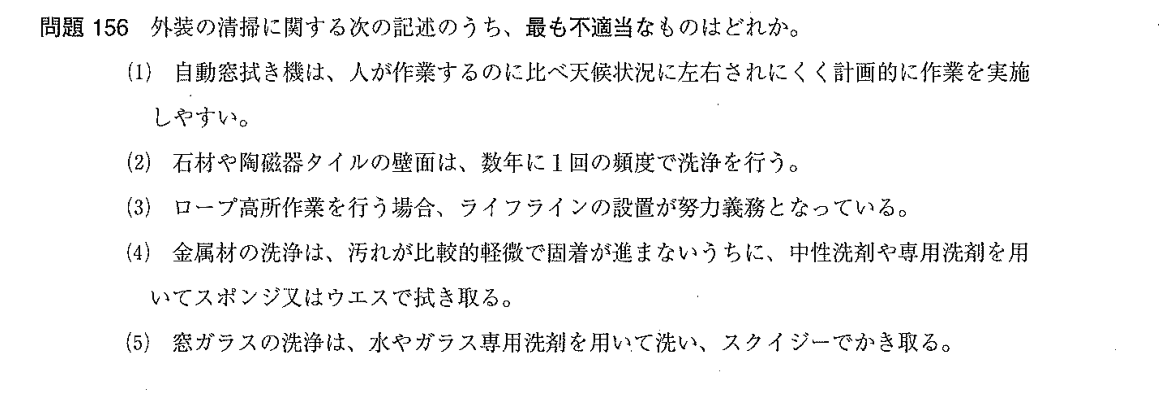 問題 156　外装の清掃に関する次の記述のうち、最も不適当なものはどれか。
(1)　自動窓拭き機は、人が作業するのに比べ天候状況に左右されにくく計画的に作業を実施
しやすい。
(2)　石材や陶磁器タイルの壁面は、数年に１回の頻度で洗浄を行う。
(3)　ロープ高所作業を行う場合、ライフラインの設置が努力義務となっている。
(4)　金属材の洗浄は、汚れが比較的軽微で固着が進まないうちに、中性洗剤や専用洗剤を用
いてスポンジ又はウエスで拭き取る。
(5)　窓ガラスの洗浄は、水やガラス専用洗剤を用いて洗い、スクイジーでかき取る。